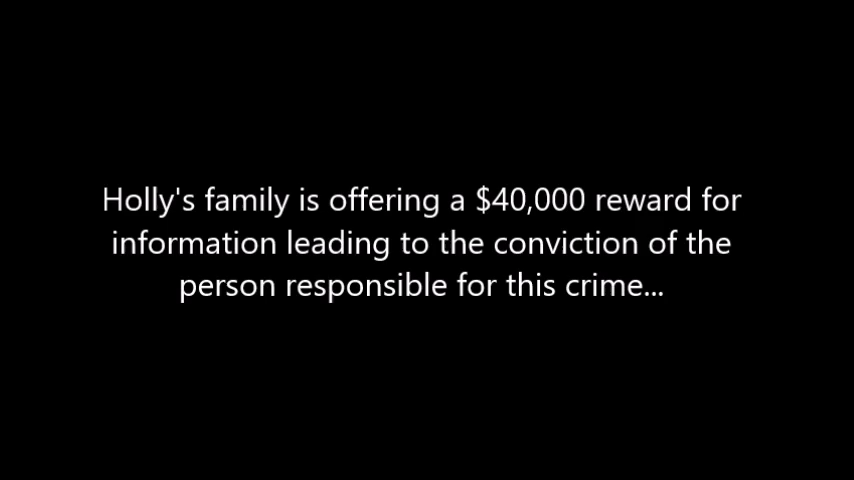 Holly's family is offering a $40,000 reward for
information leading to the conviction of the
person responsible for this crime...